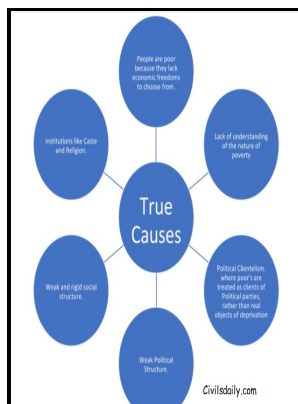 People are poor
because they lack
economic freedoms
to choose from.
Lack of understanding
of the nature of
poverty
Political Clientelism.
where poor's are
treated as clients of
Political parties,
rather than real
objects of deprivation
Weak Political
Structure.
Weak and rigid social
structure.
Institutions like Caste
and Religion.
True
Causes
Civilsdaily.com